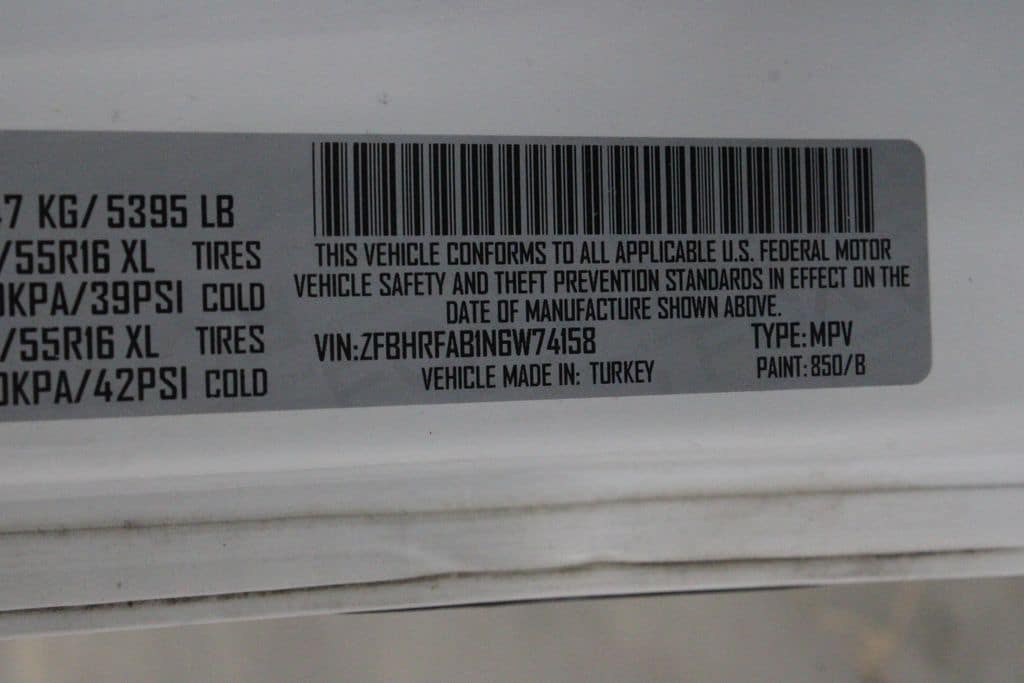 7 KG/ 5395 LB
/55R16 XL TIRES
0KPA/39PSI COLD
/55R16 XL TIRES
0KPA/42PSI COLD
THIS VEHICLE CONFORMS TO ALL APPLICABLE U.S. FEDERAL MOTOR
VEHICLE SAFETY AND THEFT PREVENTION STANDARDS IN EFFECT ON THE
DATE OF MANUFACTURE SHOWN ABOVE.
VIN:ZFBHRFAB1N6W74158 TYPE:MPV
VEHICLE MADE IN: TURKEY PAINT:850/B